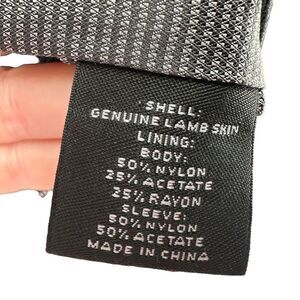 SHELL:
GENUINE LAMB SKIN
LINING:
BODY:
50% NYLON
25% ACETATE
25% RAYON
SLEEVE:
50% NYLON
50% ACETATE
MADE IN CHINA